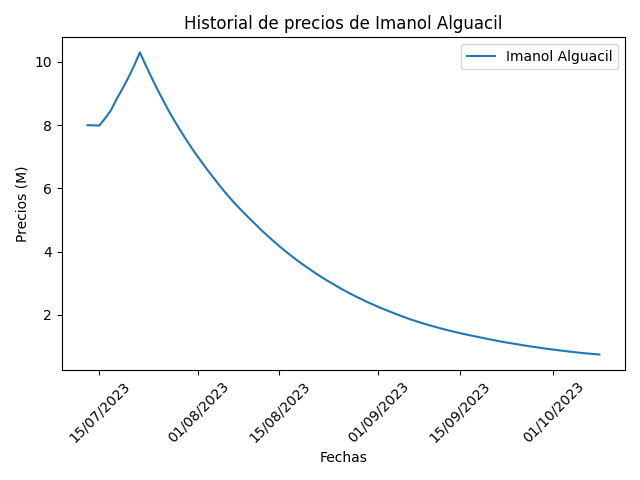 Historial de precios de Imanol Alguacil
Imanol Alguacil
Precios (M)
10
8
6
4
2
15/07/2023
01/08/2023
15/08/2023
01/09/2023
15/09/2023
01/10/2023
Fechas